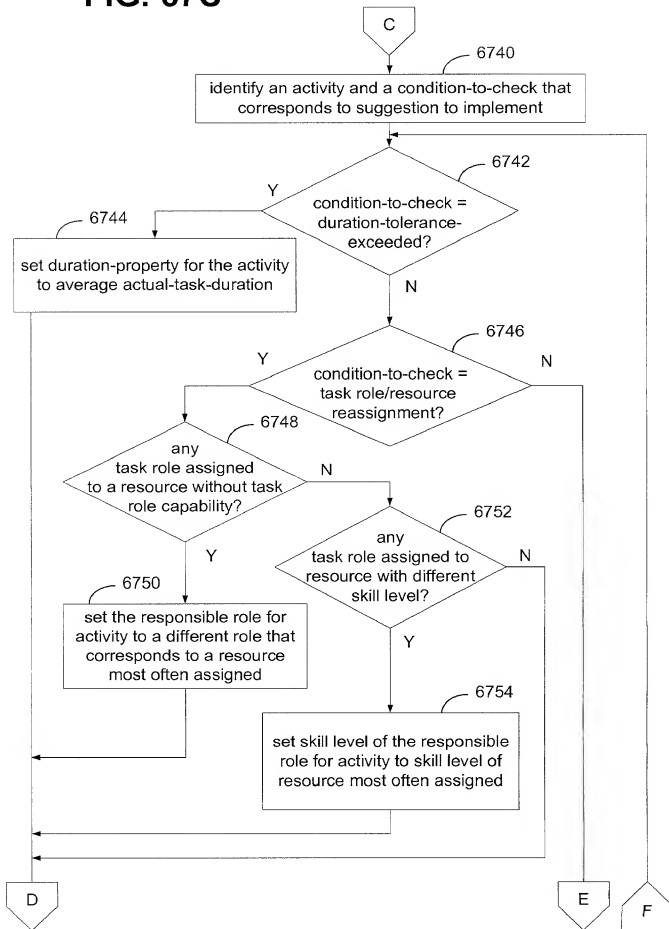 C
6740
identify an activity and a condition-to-check that
corresponds to suggestion to implement
6742
Y
condition-to-check =
duration-tolerance-
exceeded?
6744
set duration-property for the activity
to average actual-task-duration
N
6746
Y
N
condition-to-check =
task role/resource
reassignment?
6748
any
task role assigned
to a resource without task
role capability?
N
6752
any
task role assigned to
resource with different
skill level?
N
Y
6750
set the responsible role for
activity to a different role that
corresponds to a resource
most often assigned
Y
6754
set skill level of the responsible
role for activity to skill level of
resource most often assigned
D
E
F